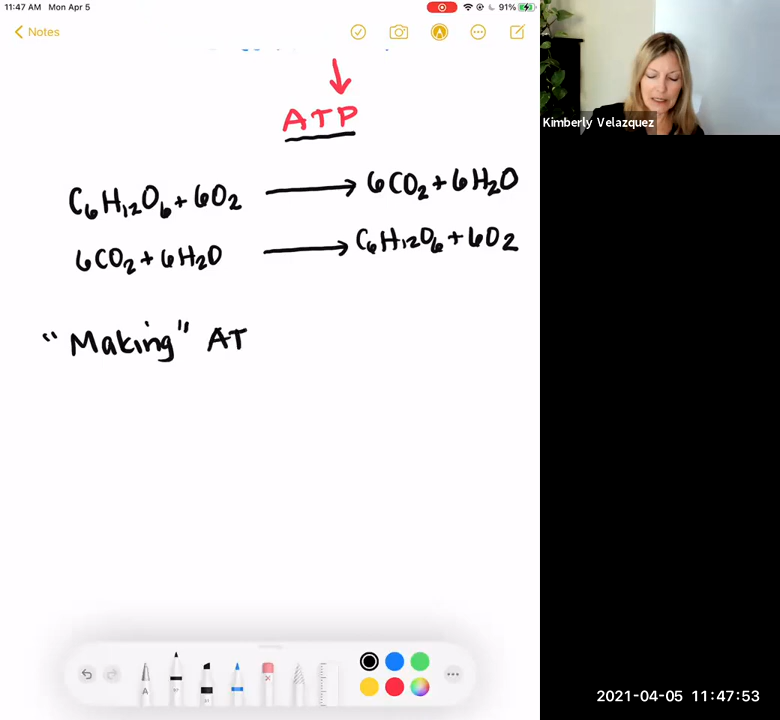 11:47 AM Mon Apr 5
91%
Notes
ATP
C₆H₁₂O₆ + 6O₂ → 6CO₂ + 6H₂O
6CO₂ + 6H₂O → C₆H₁₂O₆ + 6O₂
"Making" AT
A
Kimberly Velazquez
2021-04-05 11:47:53